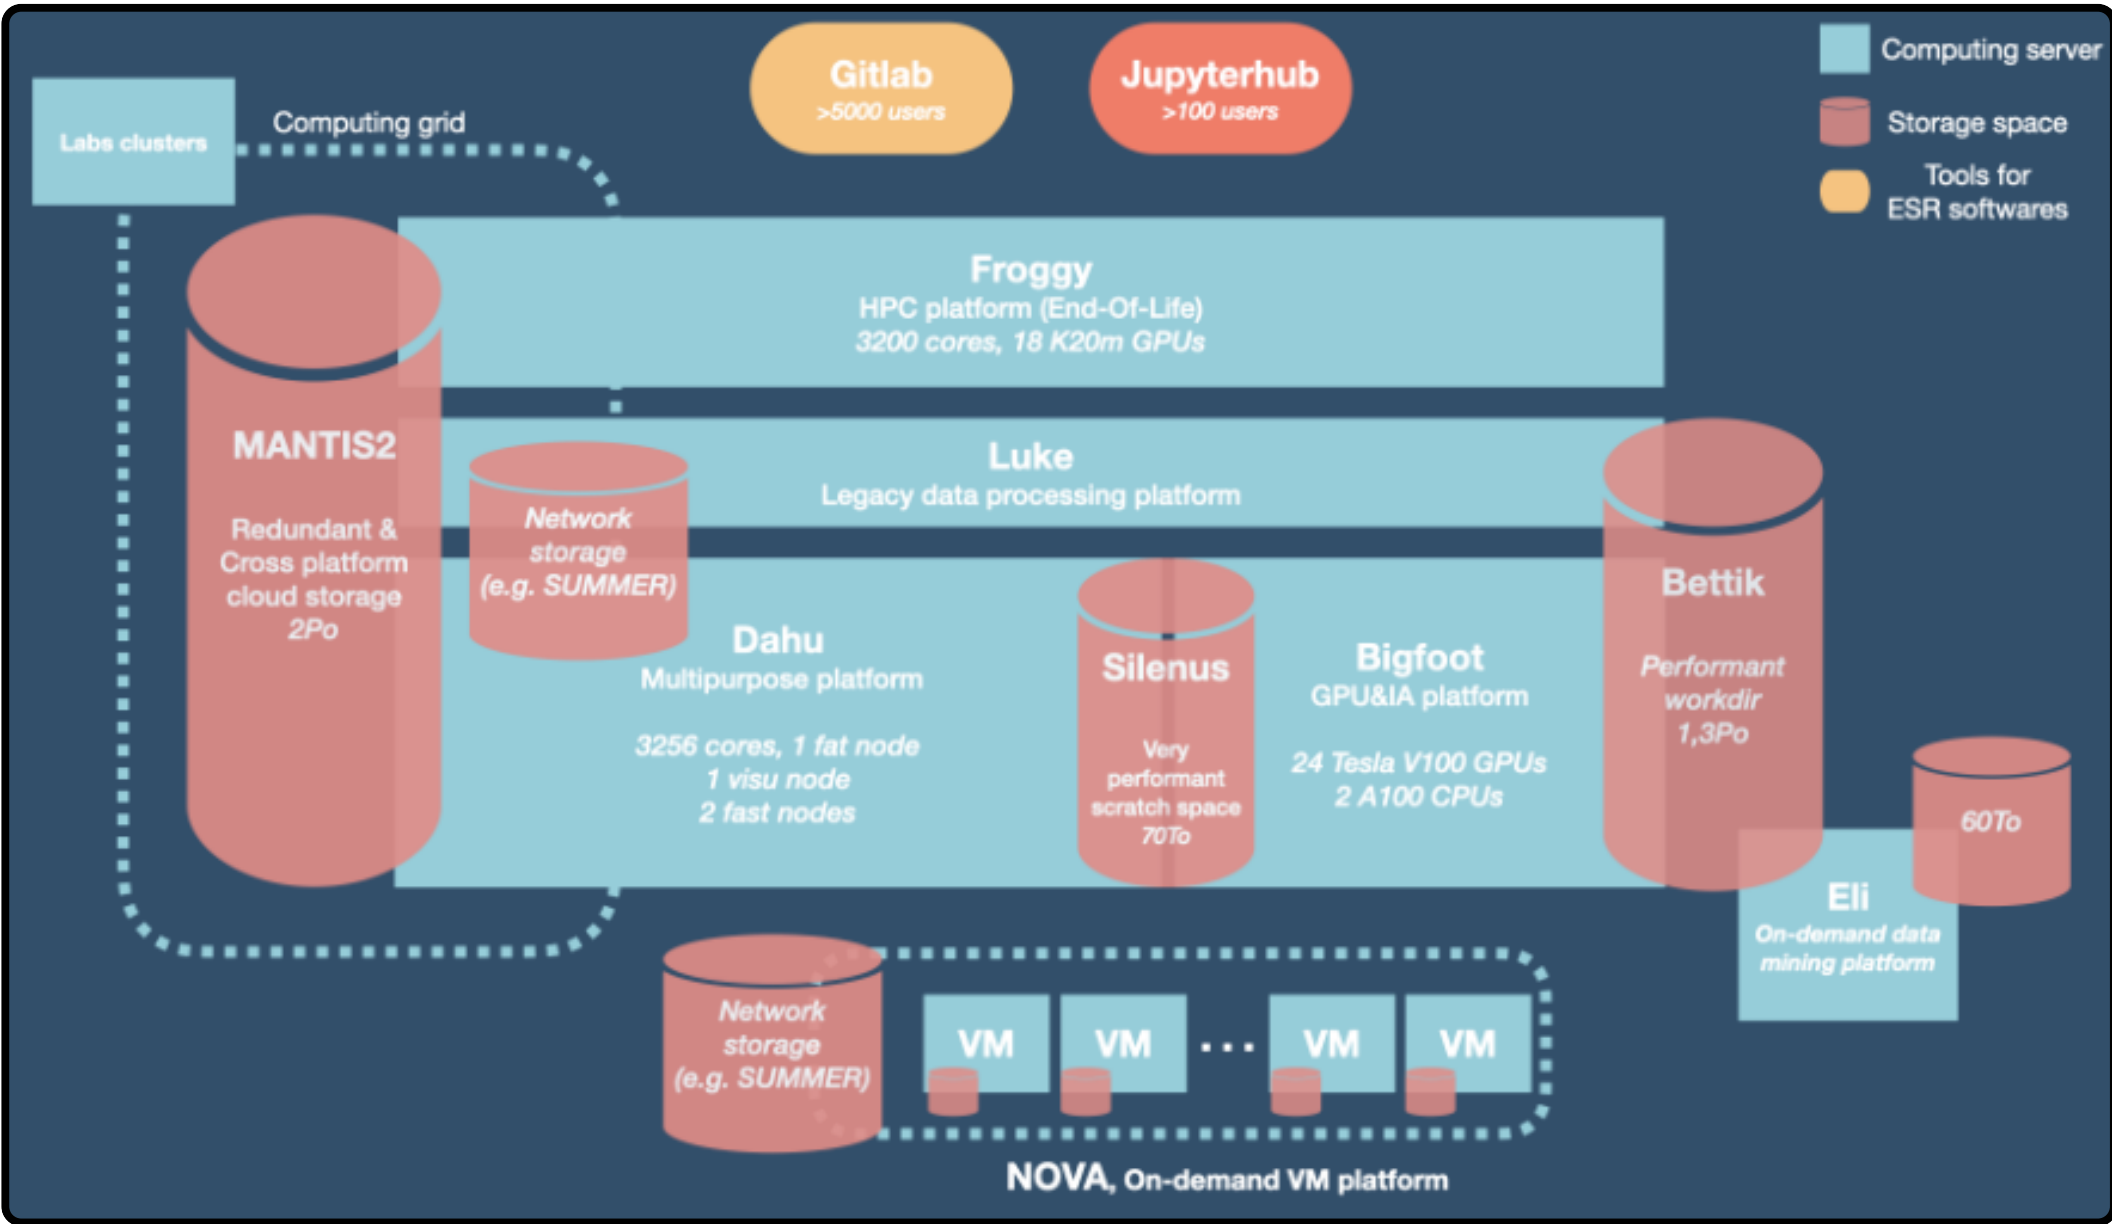 Gitlab
>5000 users
Jupyterhub
>100 users
Computing server
Storage space
Tools for
ESR softwares
Labs clusters
Computing grid
Froggy
HPC platform (End-Of-Life)
3200 cores, 18 K20m GPUs
MANTIS2
Redundant &
Cross platform
cloud storage
2Po
Luke
Legacy data processing platform
Network
storage
(e.g. SUMMER)
Dahu
Multipurpose platform
3256 cores, 1 fat node
1 visu node
2 fast nodes
Silenus
Very
performant
scratch space
70To
Bigfoot
GPU&IA platform
24 Tesla V100 GPUs
2 A100 CPUs
Bettik
Performant
workdir
1,3Po
60To
Eli
On-demand data
mining platform
Network
storage
(e.g. SUMMER)
VM
VM
...
VM
VM
NOVA, On-demand VM platform